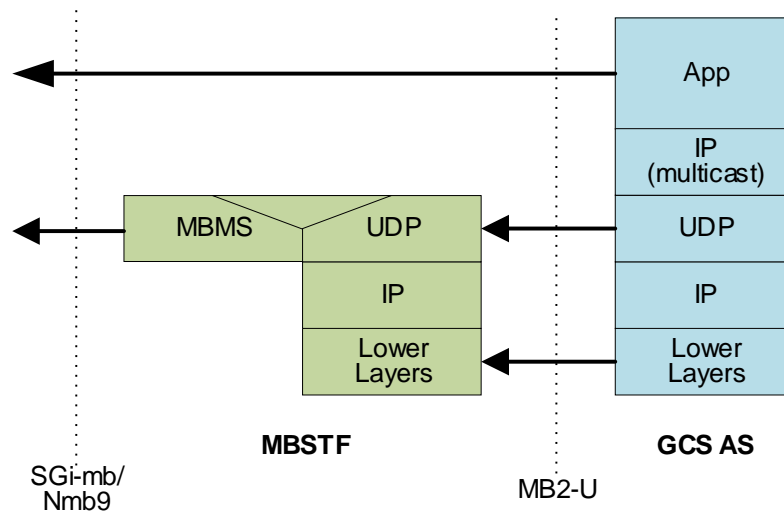 App
IP
(multicast)
MBMS
UDP
UDP
IP
IP
Lower
Layers
Lower
Layers
MBSTF
GCS AS
SGi-mb/
Nmb9
MB2-U